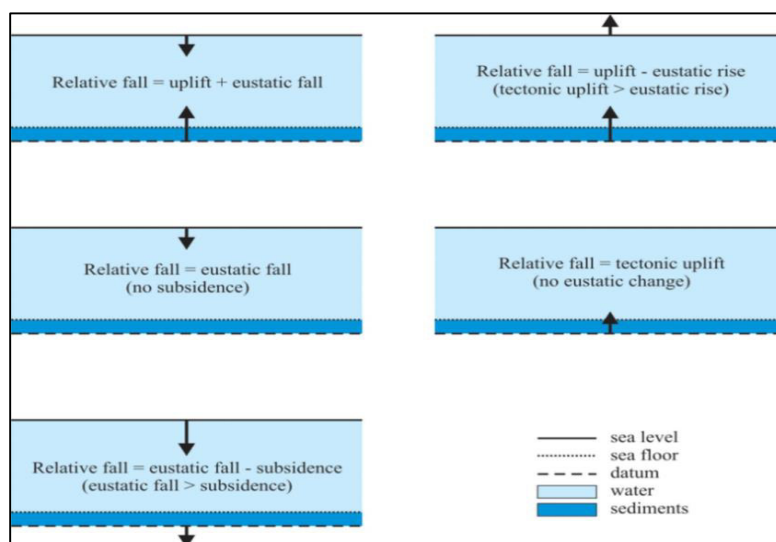 Relative fall = uplift + eustatic fall
Relative fall = uplift - eustatic rise
(tectonic uplift > eustatic rise)
Relative fall = eustatic fall
(no subsidence)
Relative fall = tectonic uplift
(no eustatic change)
Relative fall = eustatic fall - subsidence
(eustatic fall > subsidence)
sea level
sea floor
datum
water
sediments